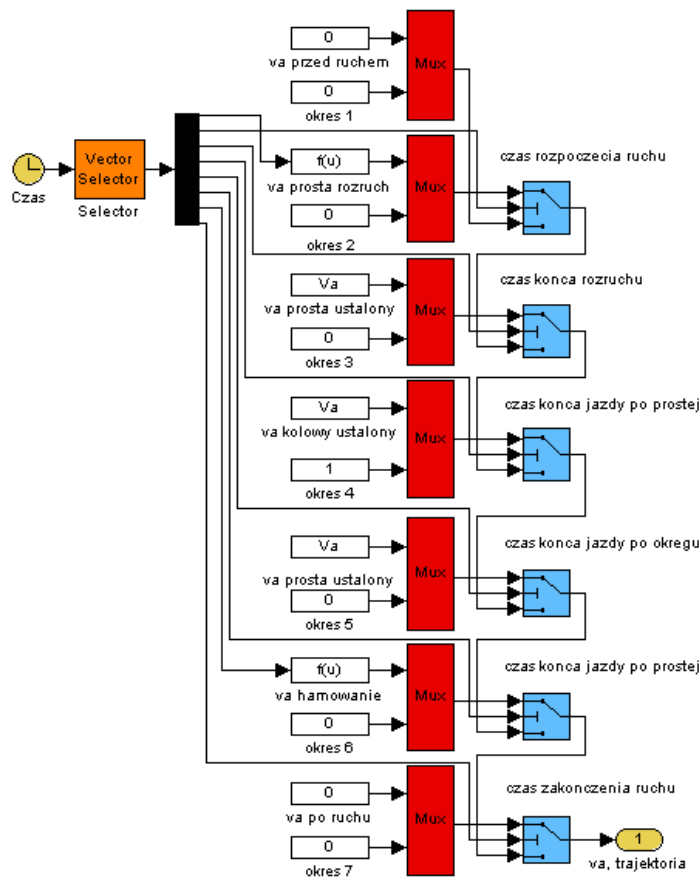 0
va przed ruchem
0
okres 1
Mux
Czas
Vector
Selector
Selector
f(u)
va prosta rozruch
0
okres 2
Mux
czas rozpoczecia ruchu
Va
va prosta ustalony
0
okres 3
Mux
czas konca rozruchu
Va
va kolowy ustalony
1
okres 4
Mux
czas konca jazdy po prostej
Va
va prosta ustalony
0
okres 5
Mux
czas konca jazdy po okregu
f(u)
va hamowanie
0
okres 6
Mux
czas konca jazdy po prostej
0
va po ruchu
0
okres 7
Mux
czas zakonczenia ruchu
1
va, trajektoria